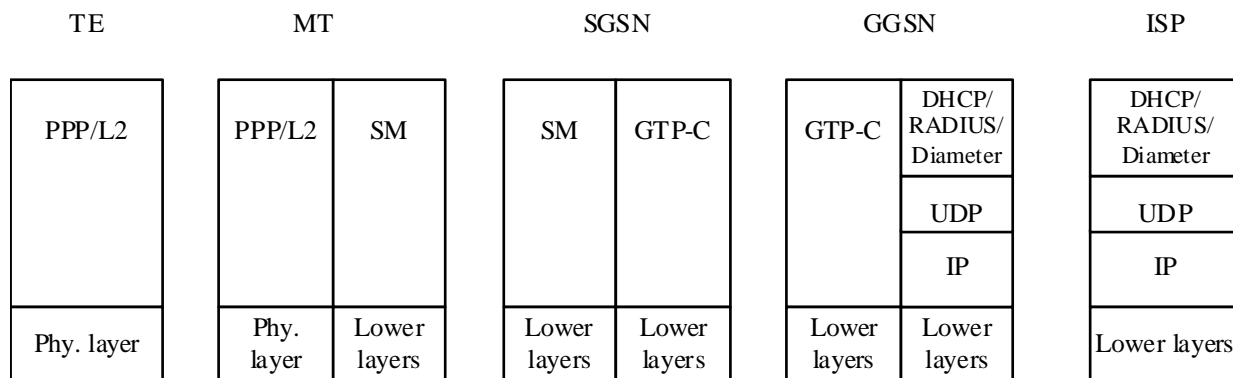 TE MT SGSN GGSN ISP
PPP/L2
Phy. layer
PPP/L2
Phy.
layer
SM
Lower
layers
SM
Lower
layers
GTP-C
Lower
layers
GTP-C
Lower
layers
DHCP/
RADIUS/
Diameter
UDP
IP
Lower
layers
DHCP/
RADIUS/
Diameter
UDP
IP
Lower layers